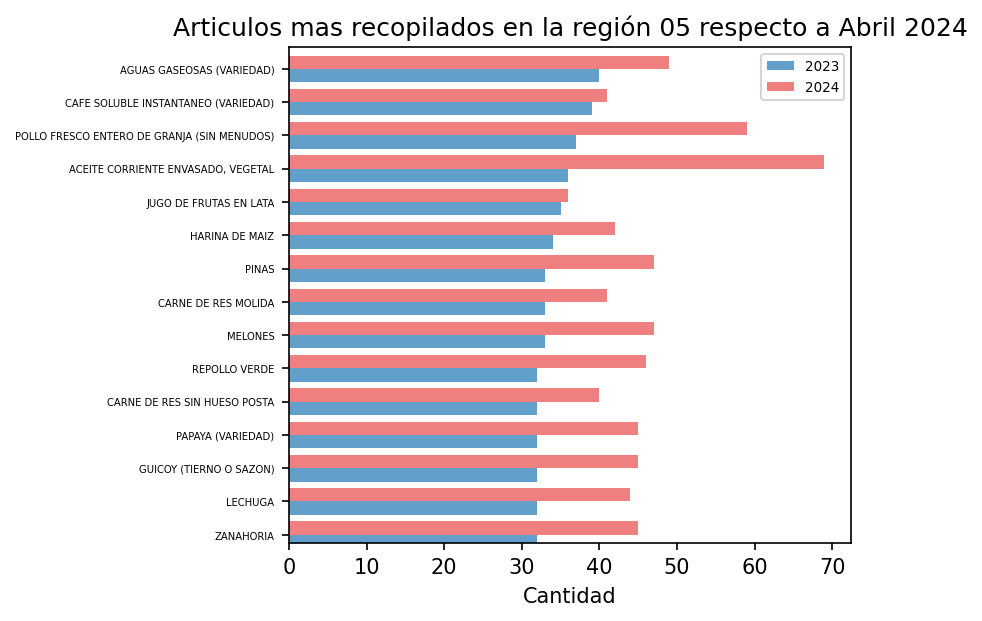 Articulos mas recopilados en la región 05 respecto a Abril 2024
2023
2024
AGUAS GASEOSAS (VARIEDAD)
CAFE SOLUBLE INSTANTANEO (VARIEDAD)
POLLO FRESCO ENTERO DE GRANJA (SIN MENUDOS)
ACEITE CORRIENTE ENVASADO, VEGETAL
JUGO DE FRUTAS EN LATA
HARINA DE MAIZ
PINAS
CARNE DE RES MOLIDA
MELONES
REPOLLO VERDE
CARNE DE RES SIN HUESO POSTA
PAPAYA (VARIEDAD)
GUICOY (TIERNO O SAZON)
LECHUGA
ZANAHORIA
0 10 20 30 40 50 60 70
Cantidad